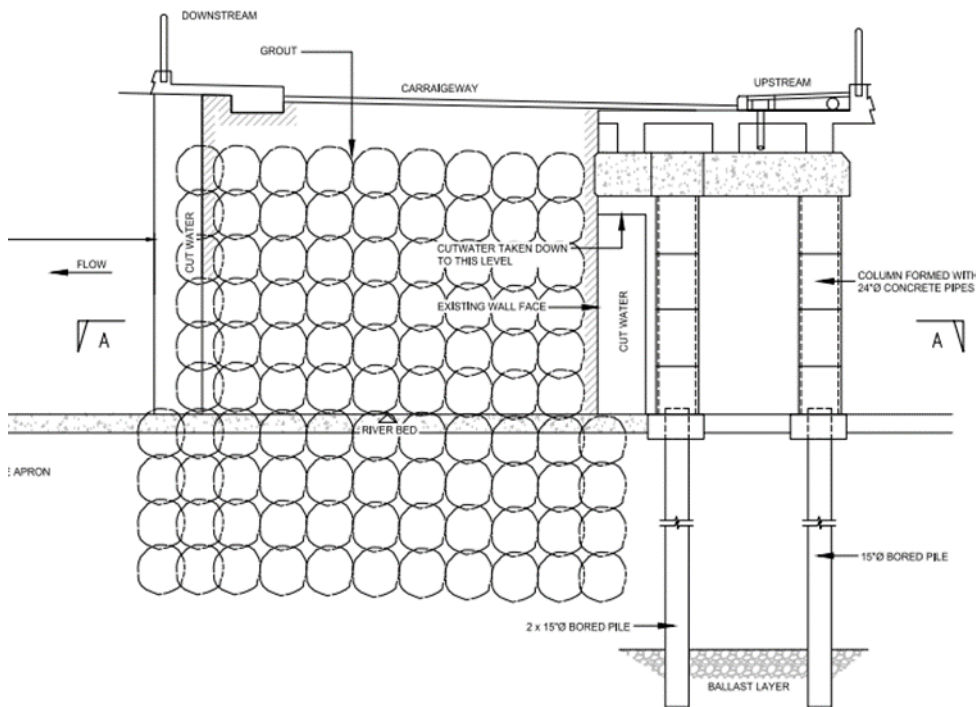 DOWNSTREAM
GROUT
CARRAIGEWAY
UPSTREAM
CUT WATER
FLOW
CUTWATER TAKEN DOWN
TO THIS LEVEL
EXISTING WALL FACE
CUT WATER
COLUMN FORMED WITH
24"Ø CONCRETE PIPES
A
A
RIVER BED
E APRON
15"Ø BORED PILE
2 x 15"Ø BORED PILE
BALLAST LAYER